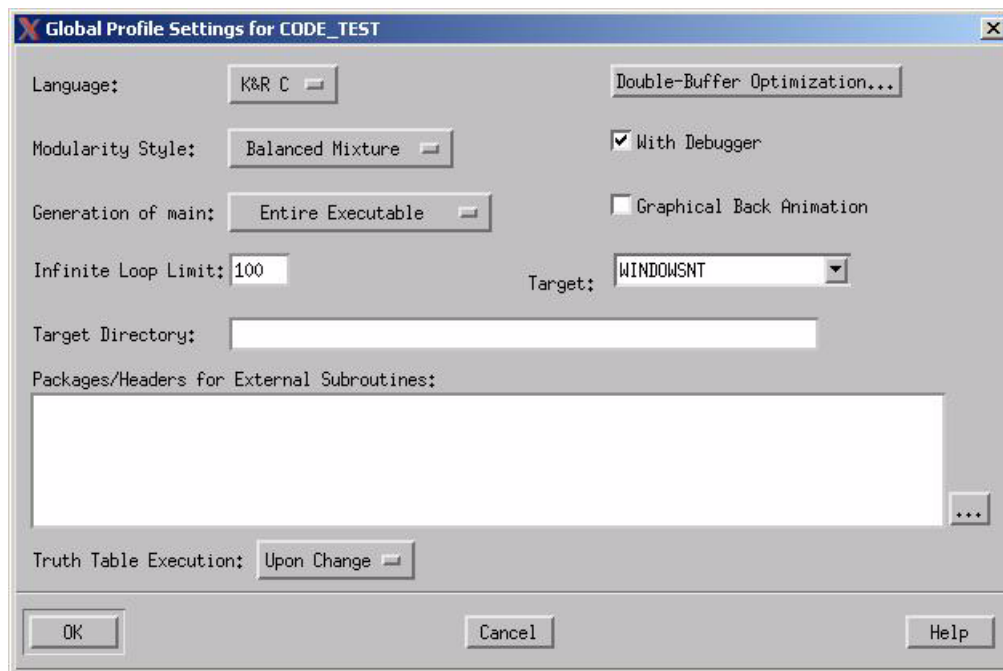 Global Profile Settings for CODE_TEST
Language: K&R C Double-Buffer Optimization...
Modularity Style: Balanced Mixture With Debugger
Generation of main: Entire Executable Graphical Back Animation
Infinite Loop Limit: 100 Target: WINDOWSNT
Target Directory:
Packages/Headers for External Subroutines:
...
Truth Table Execution: Upon Change
OK Cancel Help